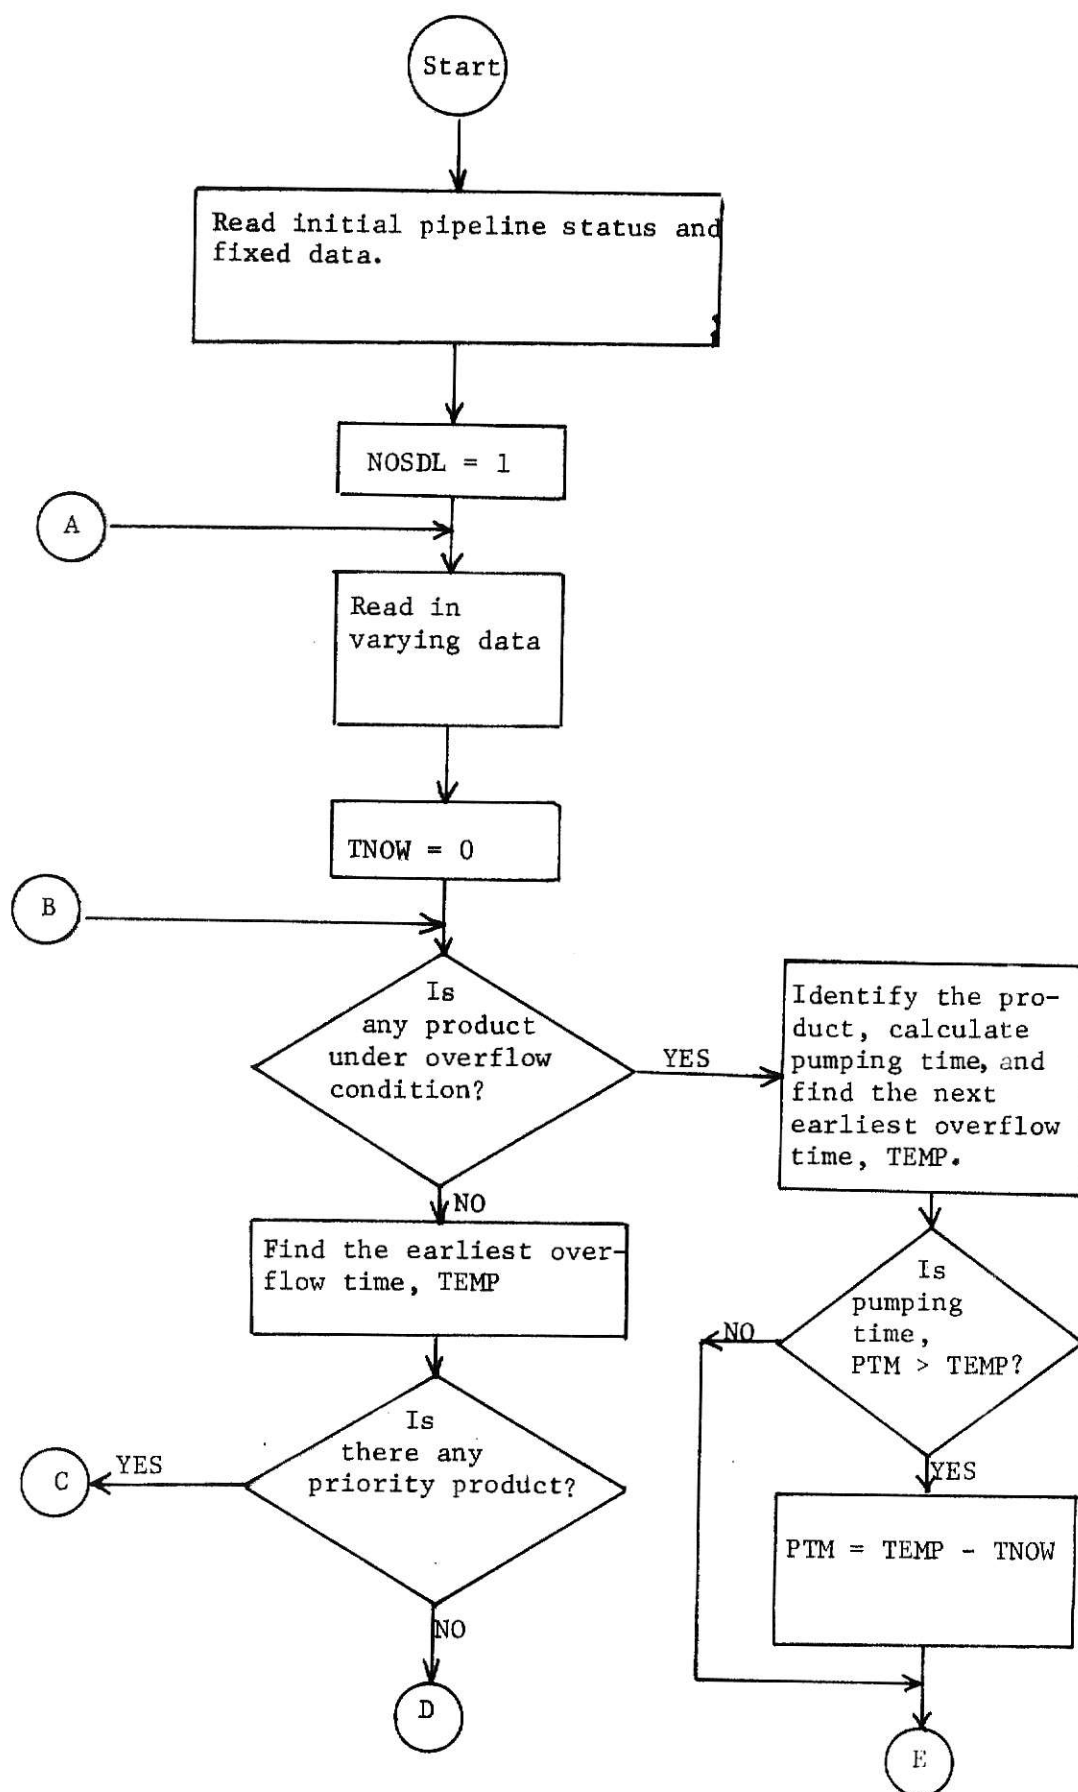 Start
Read initial pipeline status and
fixed data.
NOSDL = 1
A
Read in
varying data
TNOW = 0
B
Is
any product
under overflow
condition?
YES
Identify the pro-
duct, calculate
pumping time, and
find the next
earliest overflow
time, TEMP.
NO
Find the earliest over-
flow time, TEMP
Is
pumping
time,
PTM > TEMP?
NO
YES
PTM = TEMP - TNOW
Is
there any
priority product?
YES
C
NO
D
E